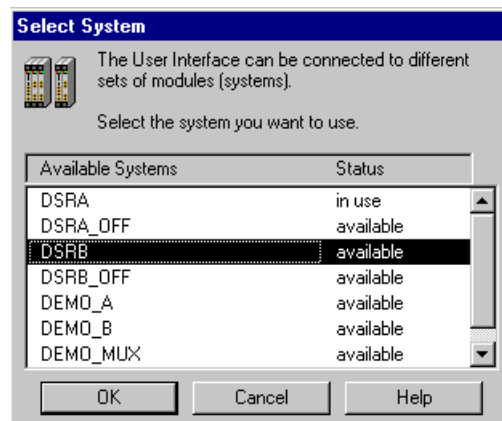 Select System
The User Interface can be connected to different
sets of modules (systems).
Select the system you want to use.
Available Systems Status
DSRA in use
DSRA_OFF available
DSRB available
DSRB_OFF available
DEMO_A available
DEMO_B available
DEMO_MUX available
OK Cancel Help